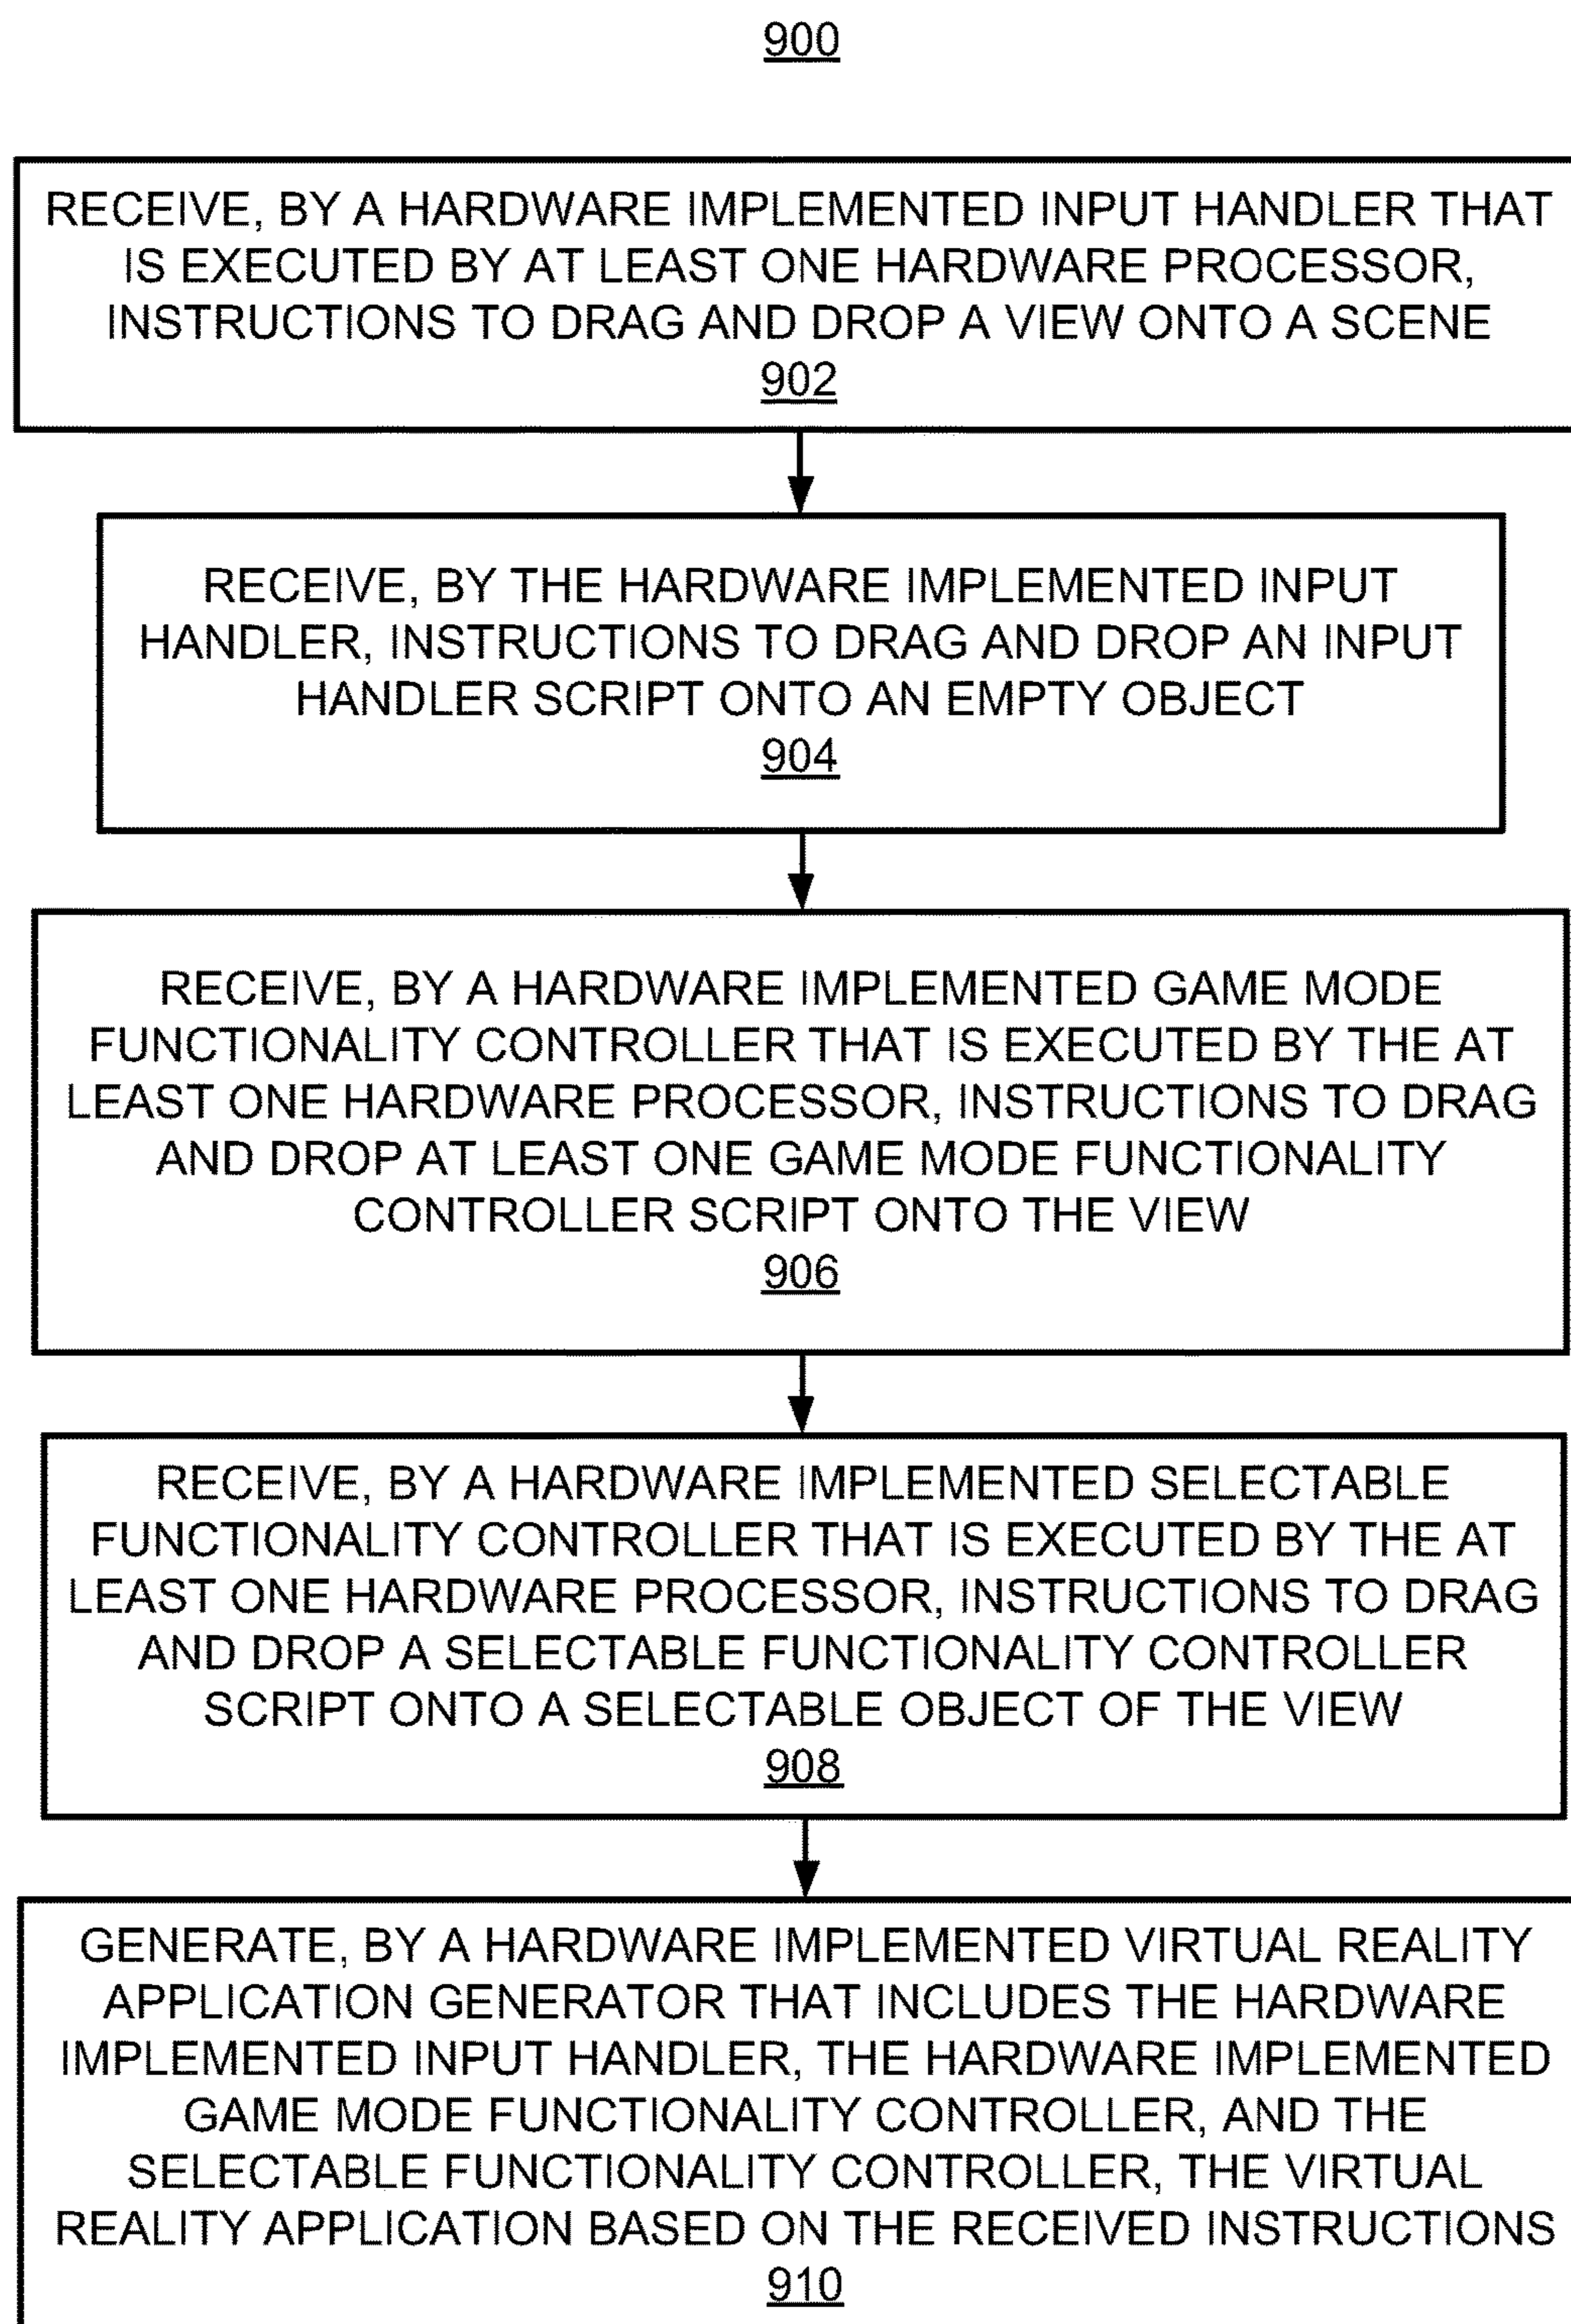 900
RECEIVE, BY A HARDWARE IMPLEMENTED INPUT HANDLER THAT
IS EXECUTED BY AT LEAST ONE HARDWARE PROCESSOR,
INSTRUCTIONS TO DRAG AND DROP A VIEW ONTO A SCENE
902
RECEIVE, BY THE HARDWARE IMPLEMENTED INPUT
HANDLER, INSTRUCTIONS TO DRAG AND DROP AN INPUT
HANDLER SCRIPT ONTO AN EMPTY OBJECT
904
RECEIVE, BY A HARDWARE IMPLEMENTED GAME MODE
FUNCTIONALITY CONTROLLER THAT IS EXECUTED BY THE AT
LEAST ONE HARDWARE PROCESSOR, INSTRUCTIONS TO DRAG
AND DROP AT LEAST ONE GAME MODE FUNCTIONALITY
CONTROLLER SCRIPT ONTO THE VIEW
906
RECEIVE, BY A HARDWARE IMPLEMENTED SELECTABLE
FUNCTIONALITY CONTROLLER THAT IS EXECUTED BY THE AT
LEAST ONE HARDWARE PROCESSOR, INSTRUCTIONS TO DRAG
AND DROP A SELECTABLE FUNCTIONALITY CONTROLLER
SCRIPT ONTO A SELECTABLE OBJECT OF THE VIEW
908
GENERATE, BY A HARDWARE IMPLEMENTED VIRTUAL REALITY
APPLICATION GENERATOR THAT INCLUDES THE HARDWARE
IMPLEMENTED INPUT HANDLER, THE HARDWARE IMPLEMENTED
GAME MODE FUNCTIONALITY CONTROLLER, AND THE
SELECTABLE FUNCTIONALITY CONTROLLER, THE VIRTUAL
REALITY APPLICATION BASED ON THE RECEIVED INSTRUCTIONS
910